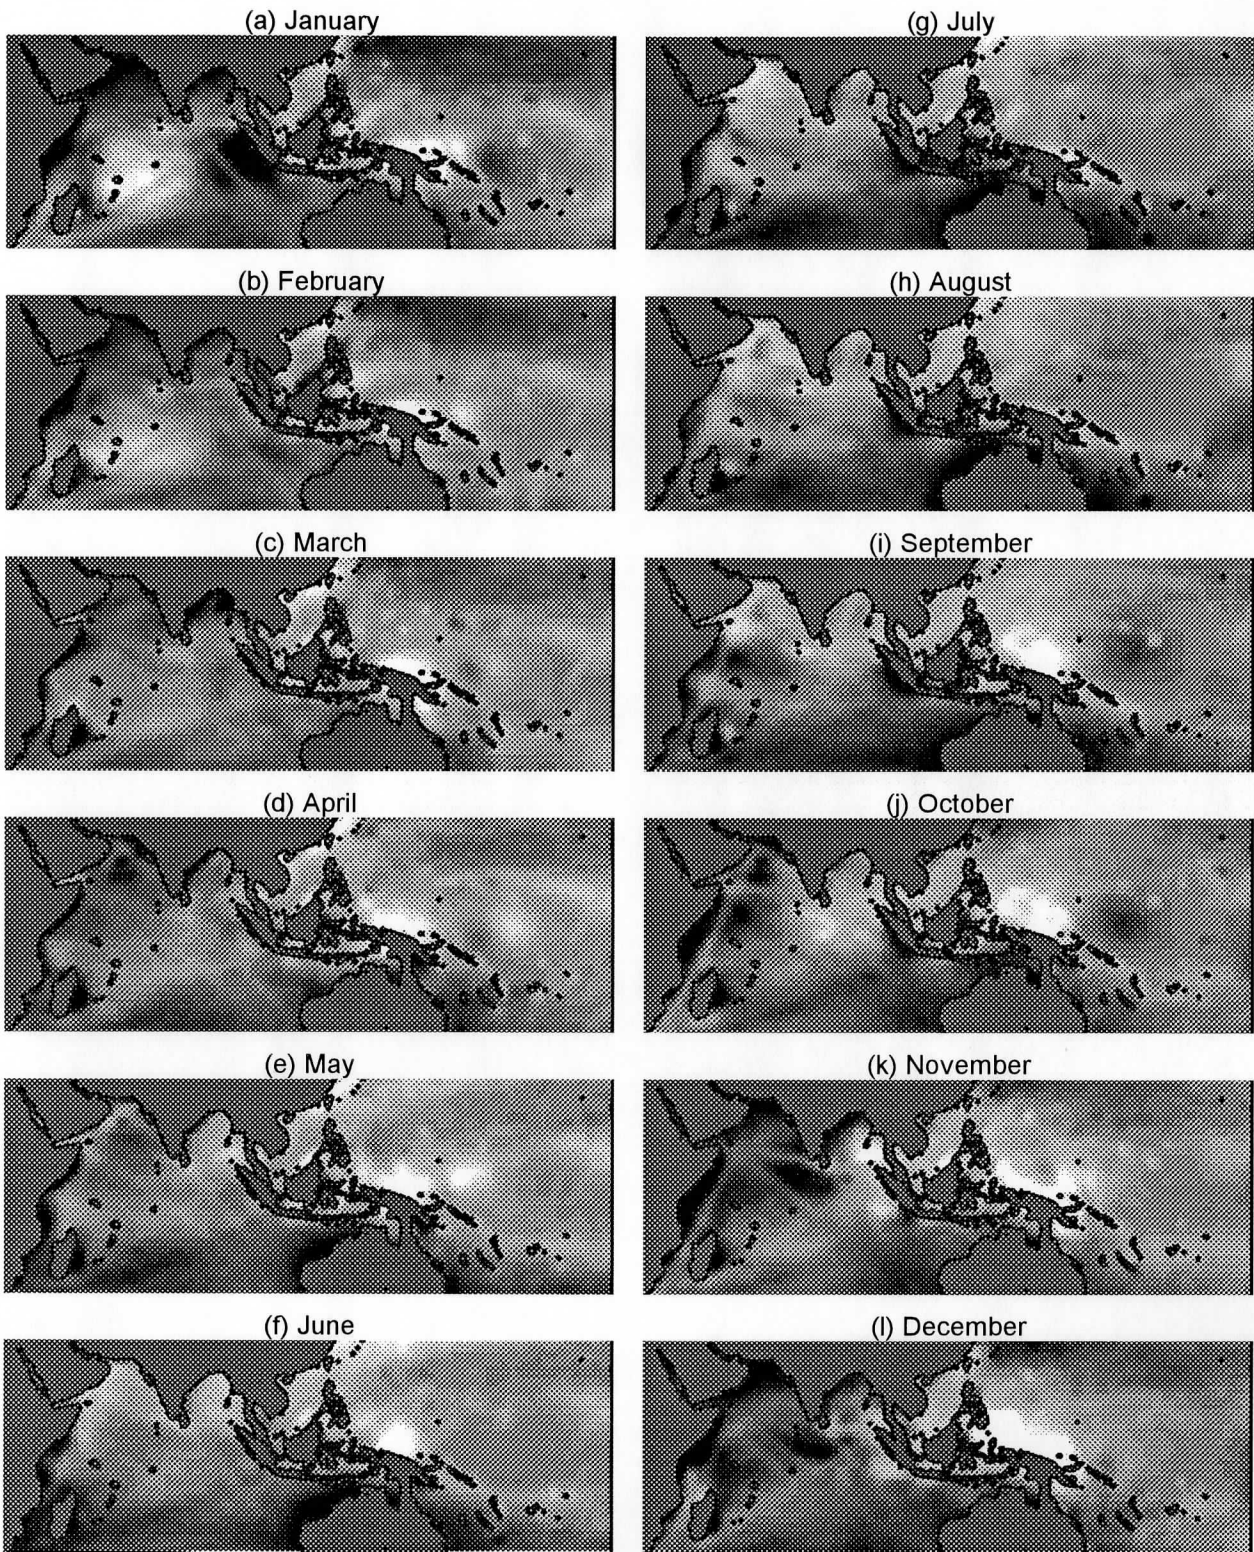 (a) January
(b) February
(c) March
(d) April
(e) May
(f) June
(g) July
(h) August
(i) September
(j) October
(k) November
(l) December